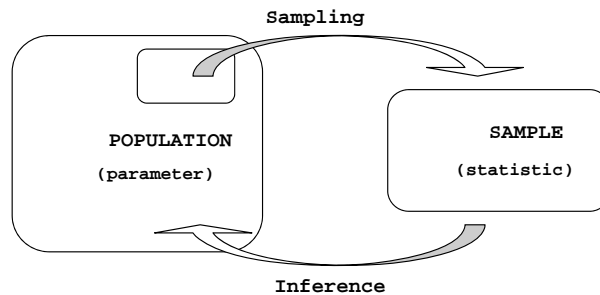 Sampling
POPULATION
(parameter)
SAMPLE
(statistic)
Inference